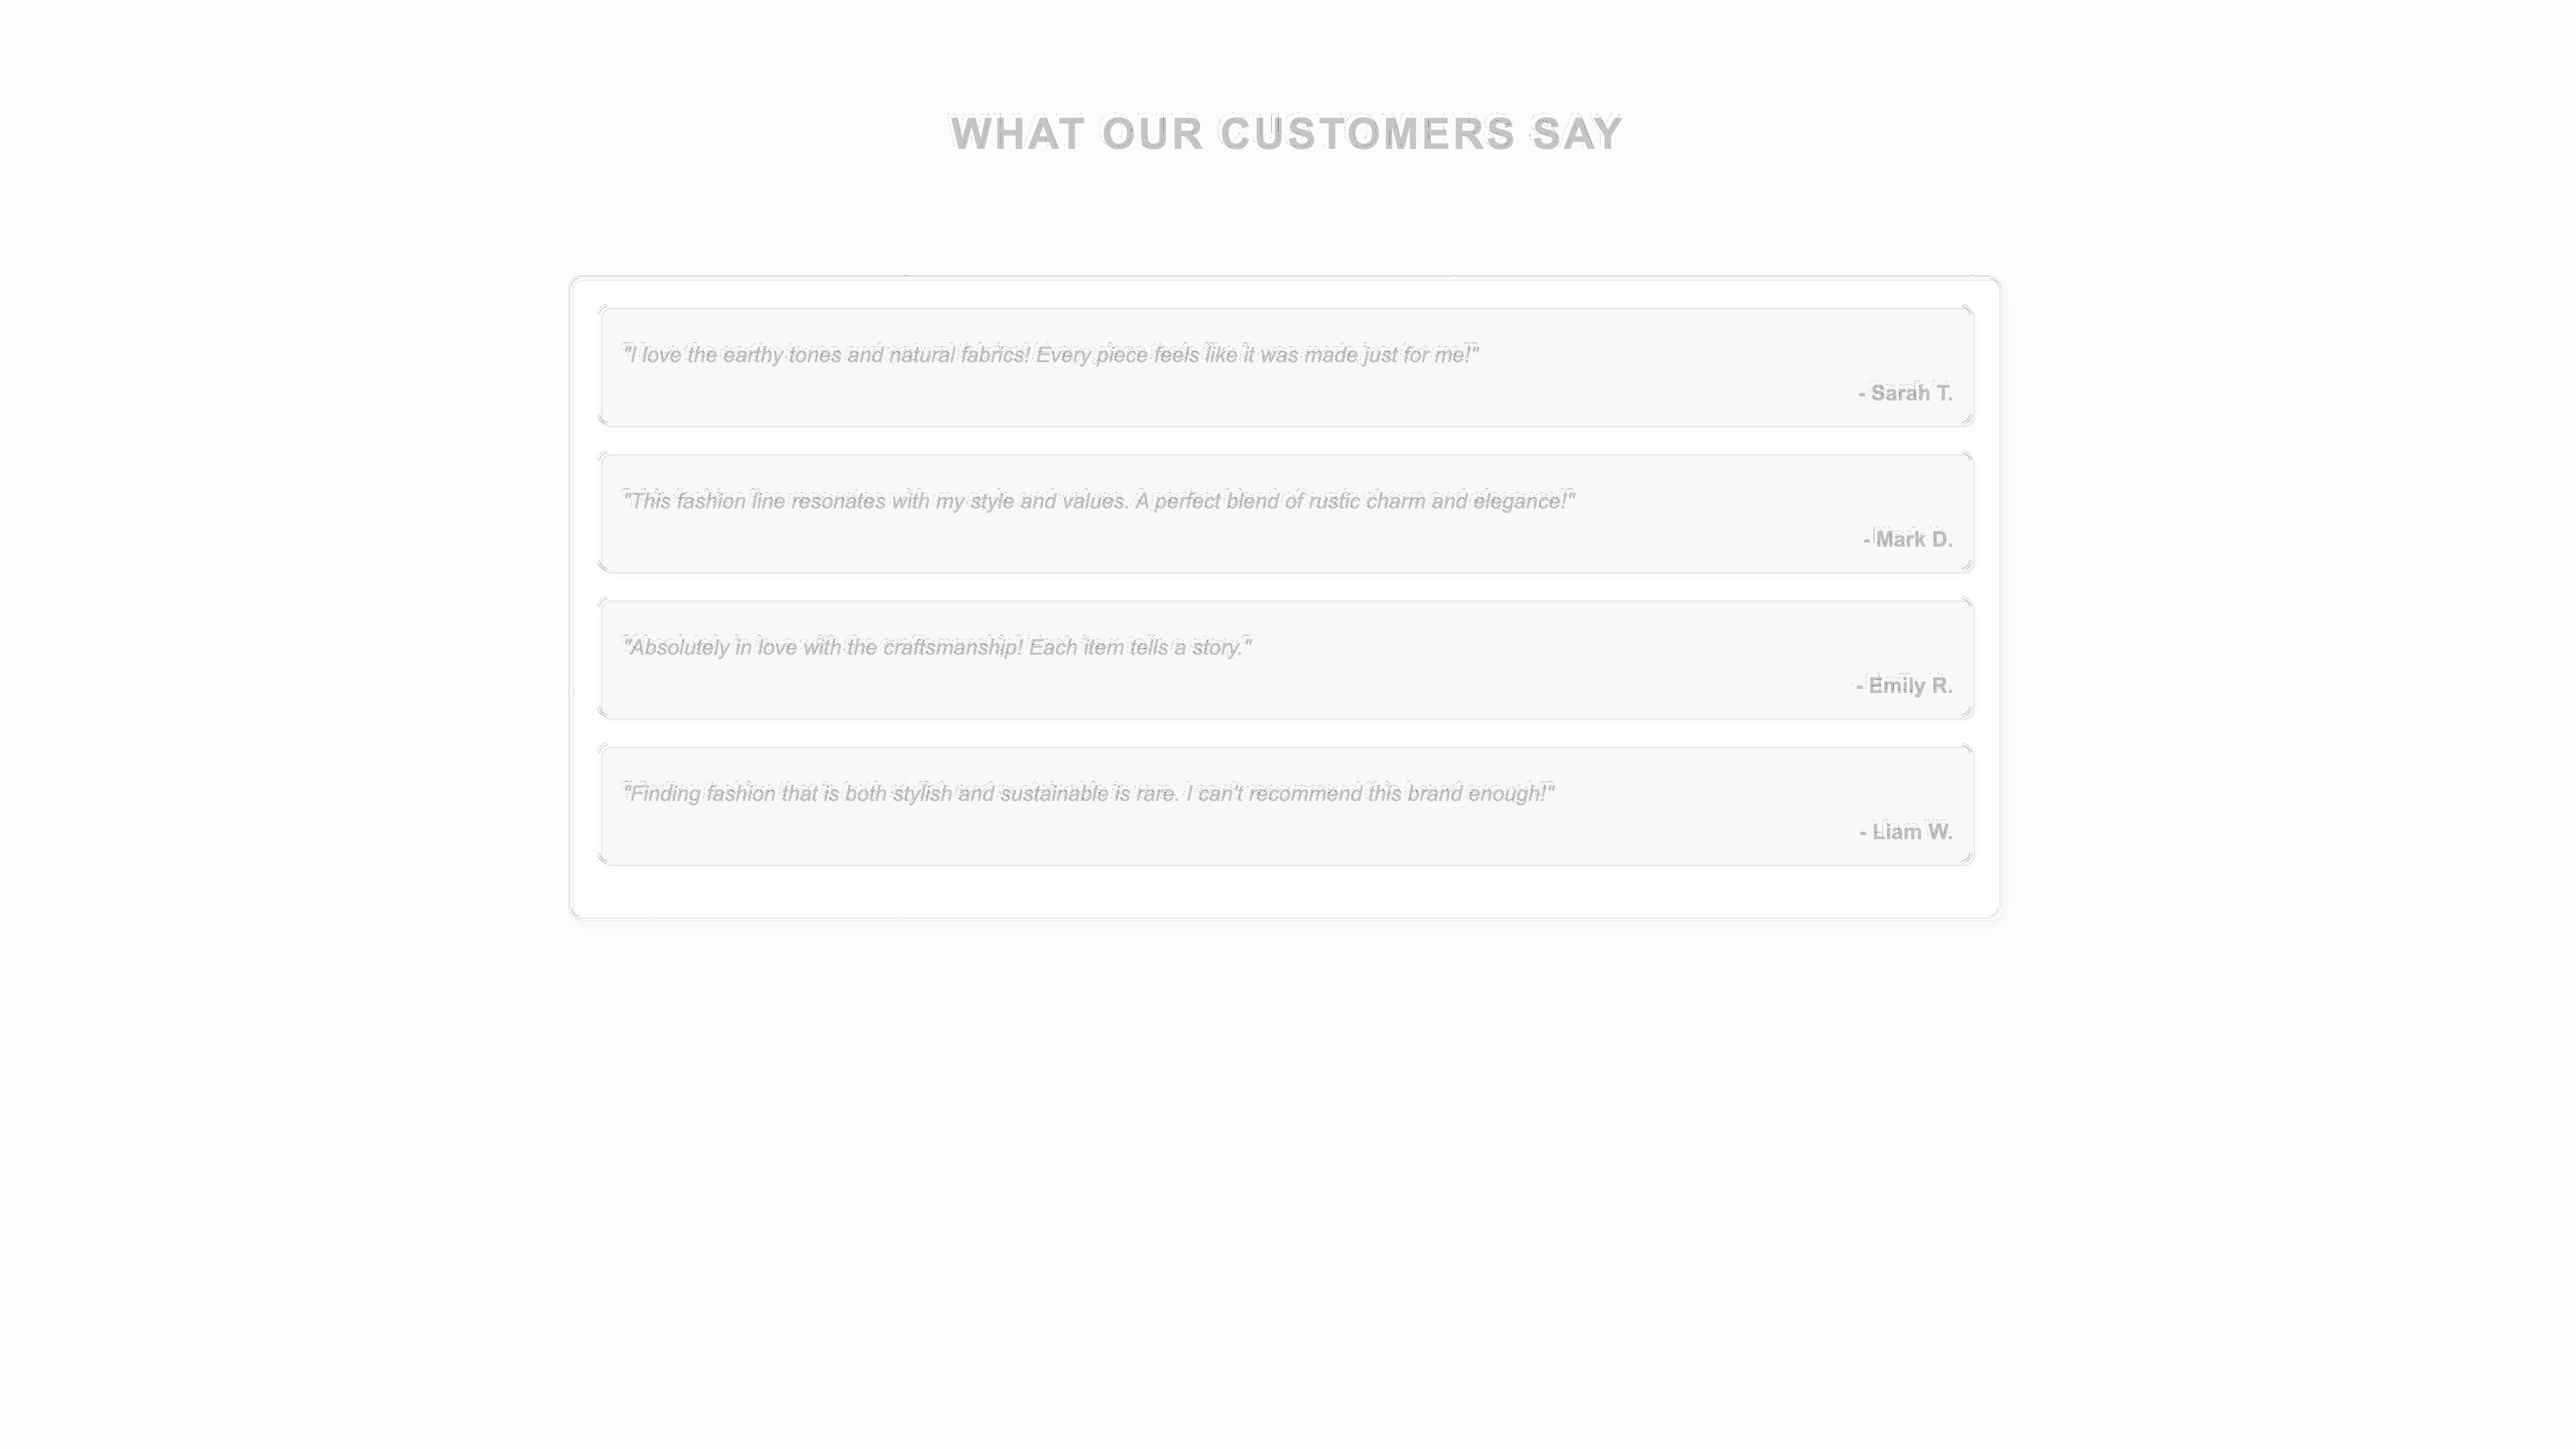 WHAT OUR CUSTOMERS SAY
"I love the earthy tones and natural fabrics! Every piece feels like it was made just for me!"
- Sarah T.
"This fashion line resonates with my style and values. A perfect blend of rustic charm and elegance!"
- Mark D.
"Absolutely in love with the craftsmanship! Each item tells a story."
- Emily R.
"Finding fashion that is both stylish and sustainable is rare. I can't recommend this brand enough!"
- Liam W.